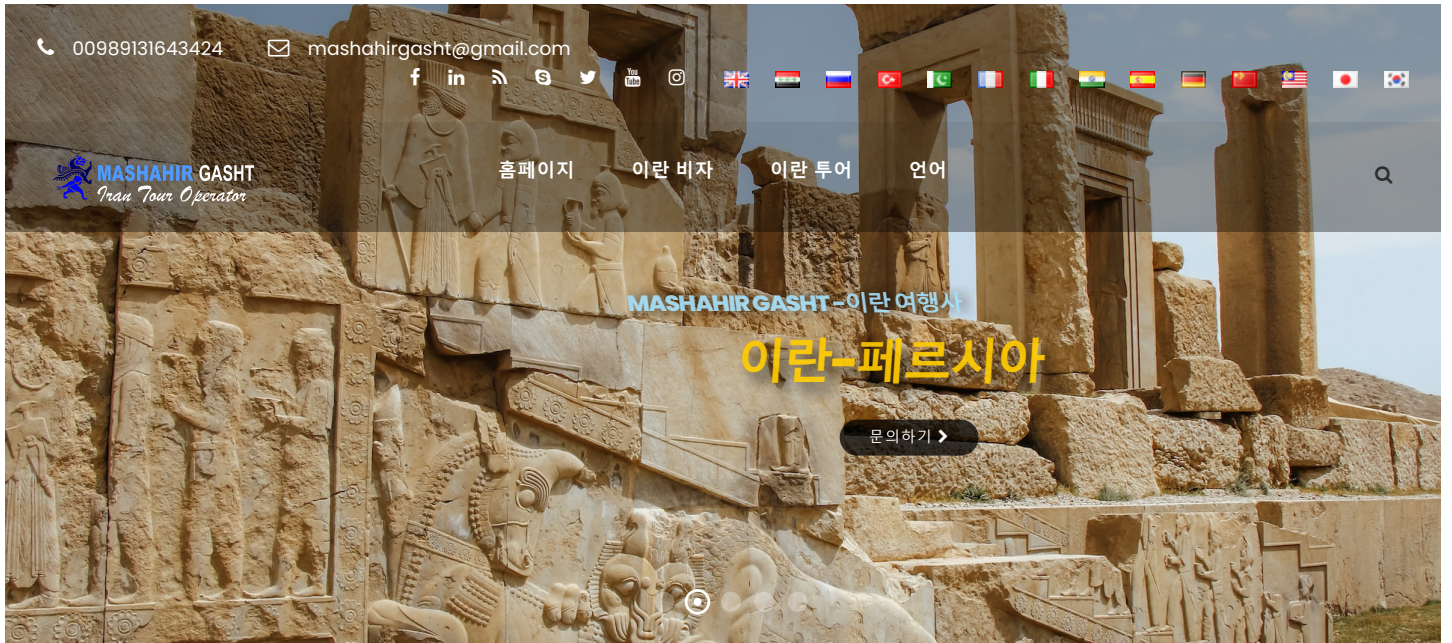 00989131643424 mashahirgasht@gmail.com
You Tube
홈페이지 이란 비자 이란 투어 언어
MASHAHIR GASHT
Iran Tour Operator
MASHAHIR GASHT - 이란 여행사
이란-페르시아
문의하기